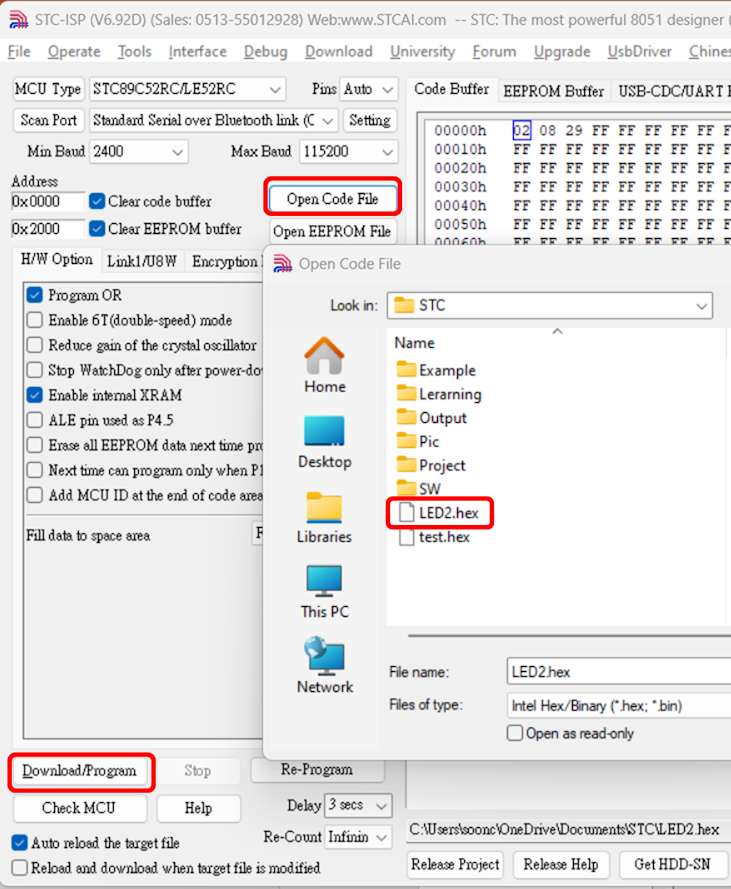 STC-ISP (V6.92D) (Sales: 0513-55012928) Web:www.STCAI.com -- STC: The most powerful 8051 designer (
File Operate Tools Interface Debug Download University Forum Upgrade UsbDriver Chines
MCU Type STC89C52RC/LE52RC Pins Auto
Scan Port Standard Serial over Bluetooth link (C Setting
Min Baud 2400 Max Baud 115200
Address
0x0000 Clear code buffer Open Code File
0x2000 Clear EEPROM buffer Open EEPROM File
H/W Option Link1/U8W Encryption
Program OR
Enable 6T(double-speed) mode
Reduce gain of the crystal oscillator
Stop WatchDog only after power-do
Enable internal XRAM
ALE pin used as P4.5
Erase all EEPROM data next time pr
Next time can program only when P1
Add MCU ID at the end of code area
Fill data to space area F
Download/Program Stop Re-Program
Check MCU Help Delay 3 secs
Auto reload the target file Re-Count Infinin
Reload and download when target file is modified
Code Buffer EEPROM Buffer USB-CDC/UART
00000h 02 08 29 FF FF FF FF FF F
00010h FF FF FF FF FF FF FF FF F
00020h FF FF FF FF FF FF FF FF F
00030h FF FF FF FF FF FF FF FF F
00040h FF FF FF FF FF FF FF FF F
00050h FF FF FF FF FF FF FF FF F
00060h FF FF FF FF FF FF FF FF F
Open Code File
Look in: STC
Home
Desktop
Libraries
This PC
Network
Name
Example
Lerarning
Output
Pic
Project
SW
LED2.hex
test.hex
File name: LED2.hex
Files of type: Intel Hex/Binary (*.hex; *.bin)
Open as read-only
C:\Users\soonc\OneDrive\Documents\STC\LED2.hex
Release Project Release Help Get HDD-SN